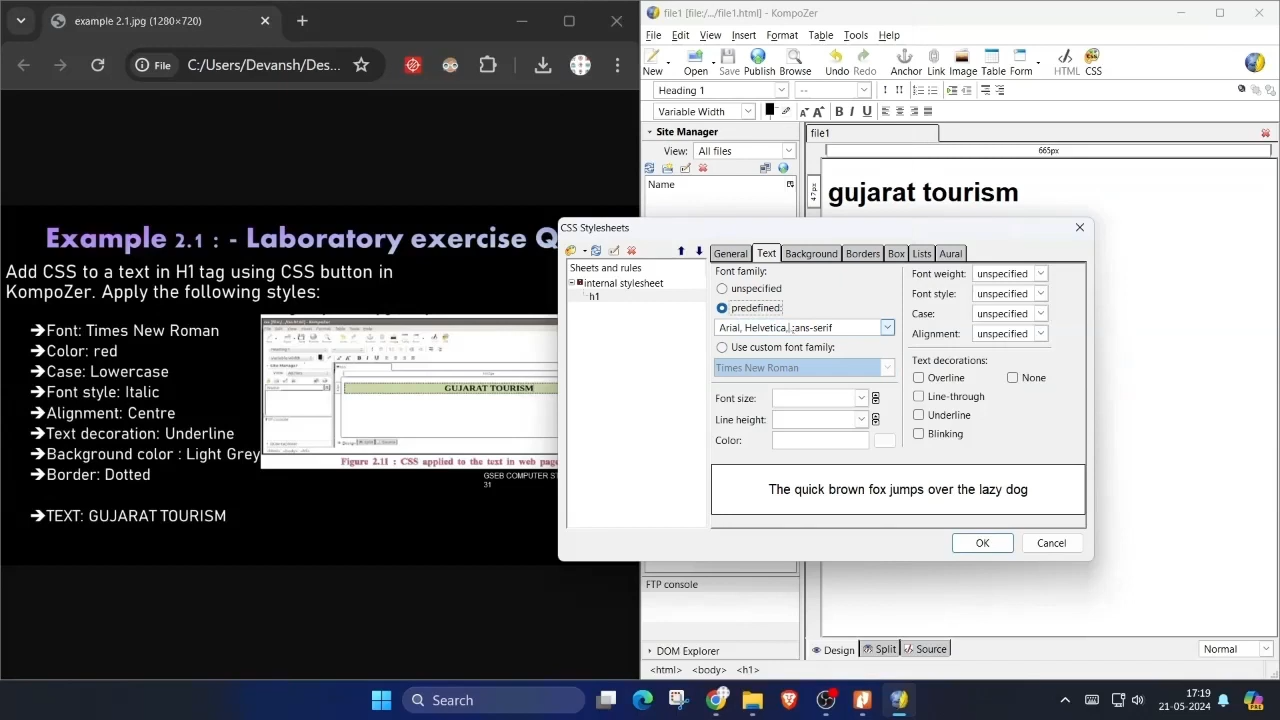 example 2.1.jpg (1280×720)
File
C:/Users/Devansh/Des...
Example 2.1 : - Laboratory exercise Q
Add CSS to a text in H1 tag using CSS button in
KompoZer. Apply the following styles:
➔Font: Times New Roman
➔Color: red
➔Case: Lowercase
➔Font style: Italic
➔Alignment: Centre
➔Text decoration: Underline
➔Background color : Light Grey
➔Border: Dotted
➔TEXT: GUJARAT TOURISM
GUJARAT TOURISM
Figure 2.11 : CSS applied to the text in web page
GSEB COMPUTER ST
31
file1 [file:/.../file1.html] - KompoZer
File Edit View Insert Format Table Tools Help
New Open Save Publish Browse Undo Redo Anchor Link Image Table Form HTML CSS
Heading 1
--
Variable Width
B I U
Site Manager
View: All files
Name
file1
665px
47px
gujarat tourism
CSS Stylesheets
Sheets and rules
internal stylesheet
h1
General Text Background Borders Box Lists Aural
Font family:
unspecified
predefined:
Arial, Helvetica, sans-serif
Use custom font family:
Times New Roman
Font size:
Line height:
Color:
Font weight: unspecified
Font style: unspecified
Case: unspecified
Alignment: unspecified
Text decorations:
Overline None
Line-through
Underline
Blinking
The quick brown fox jumps over the lazy dog
OK Cancel
FTP console
DOM Explorer
Design Split Source
Normal
<html> <body> <h1>
Search
17:19
21-05-2024